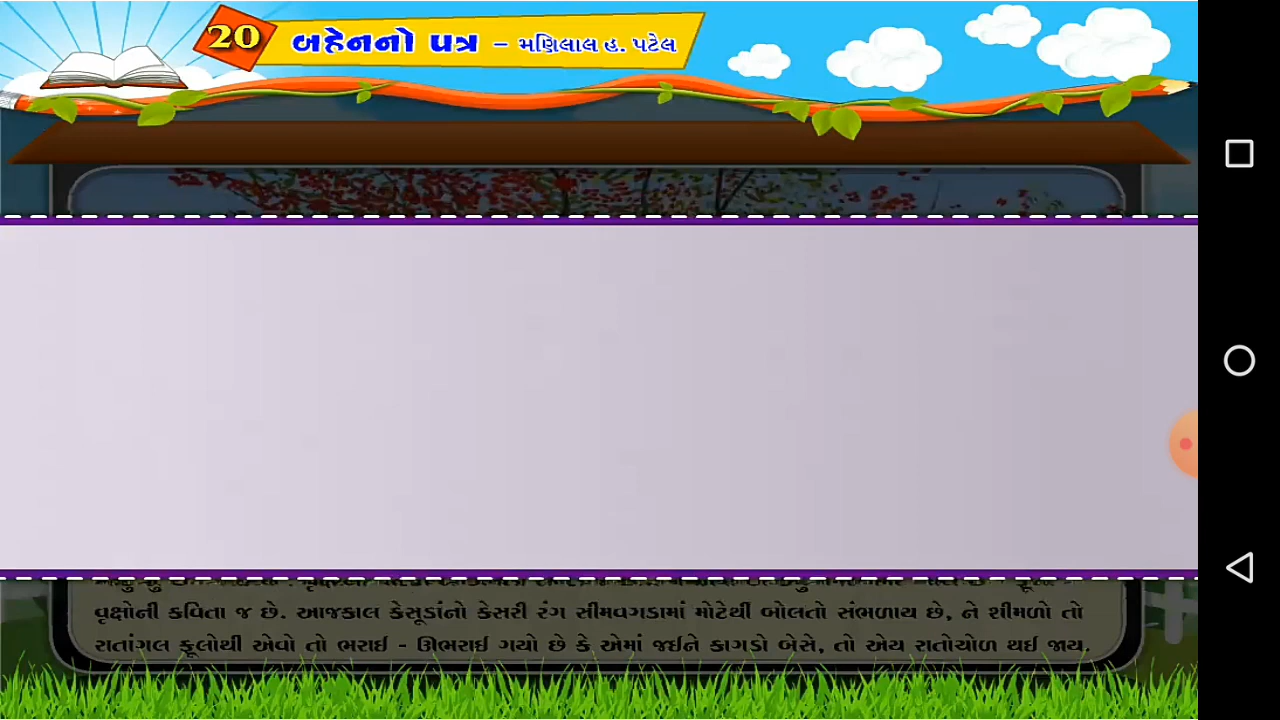 20 બહેનનો પત્ર – મણિલાલ હ. પટેલ
વૃક્ષોની કવિતા જ છે. આજકાલ કેસૂડાંનો કેસરી રંગ સીમવગડામાં મોટેથી બોલતો સંભળાય છે, ને શીમળો તો
રાતાંગલ ફૂલોથી એવો તો ભરાઈ - ઊભરાઈ ગયો છે કે એમાં જઈને કાગડો બેસે, તો એય રાતોચોળ થઈ જાય.